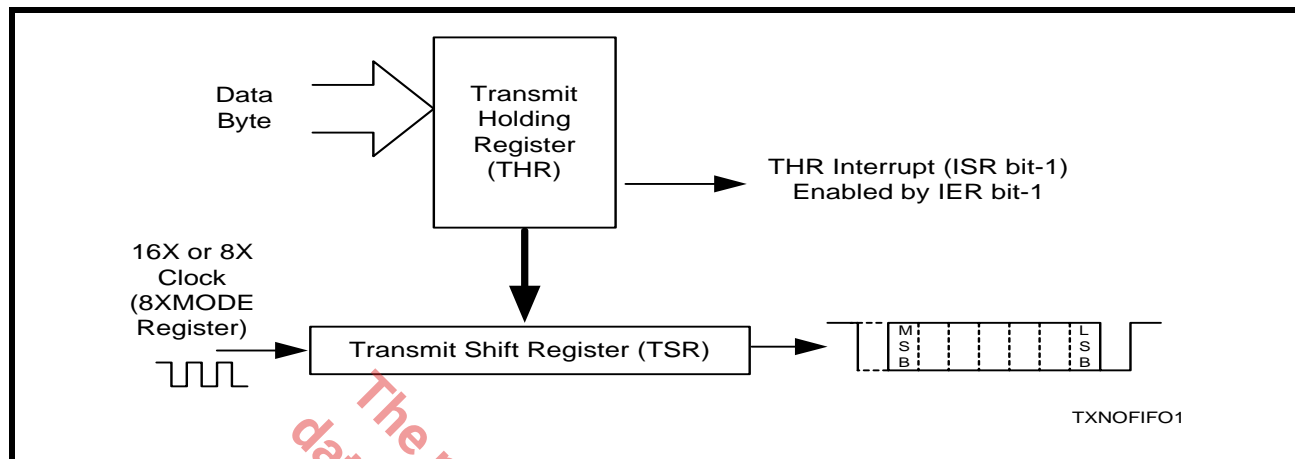 Data
Byte
Transmit
Holding
Register
(THR)
THR Interrupt (ISR bit-1)
Enabled by IER bit-1
16X or 8X
Clock
(8XMODE
Register)
Transmit Shift Register (TSR)
M
S
B
L
S
B
TXNOFIFO1
The
dat